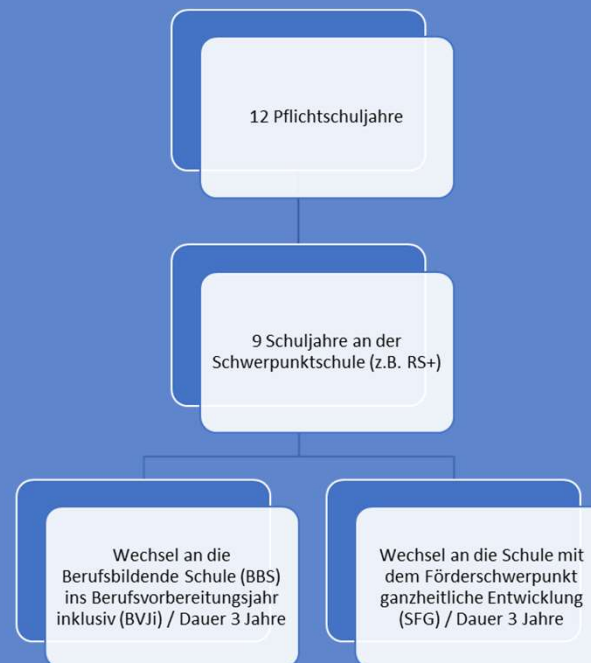 12 Pflichtschuljahre
9 Schuljahre an der
Schwerpunktschule (z.B. RS+)
Wechsel an die
Berufsbildende Schule (BBS)
ins Berufsvorbereitungsjahr
inklusiv (BVJi) / Dauer 3 Jahre
Wechsel an die Schule mit
dem Förderschwerpunkt
ganzheitliche Entwicklung
(SFG) / Dauer 3 Jahre